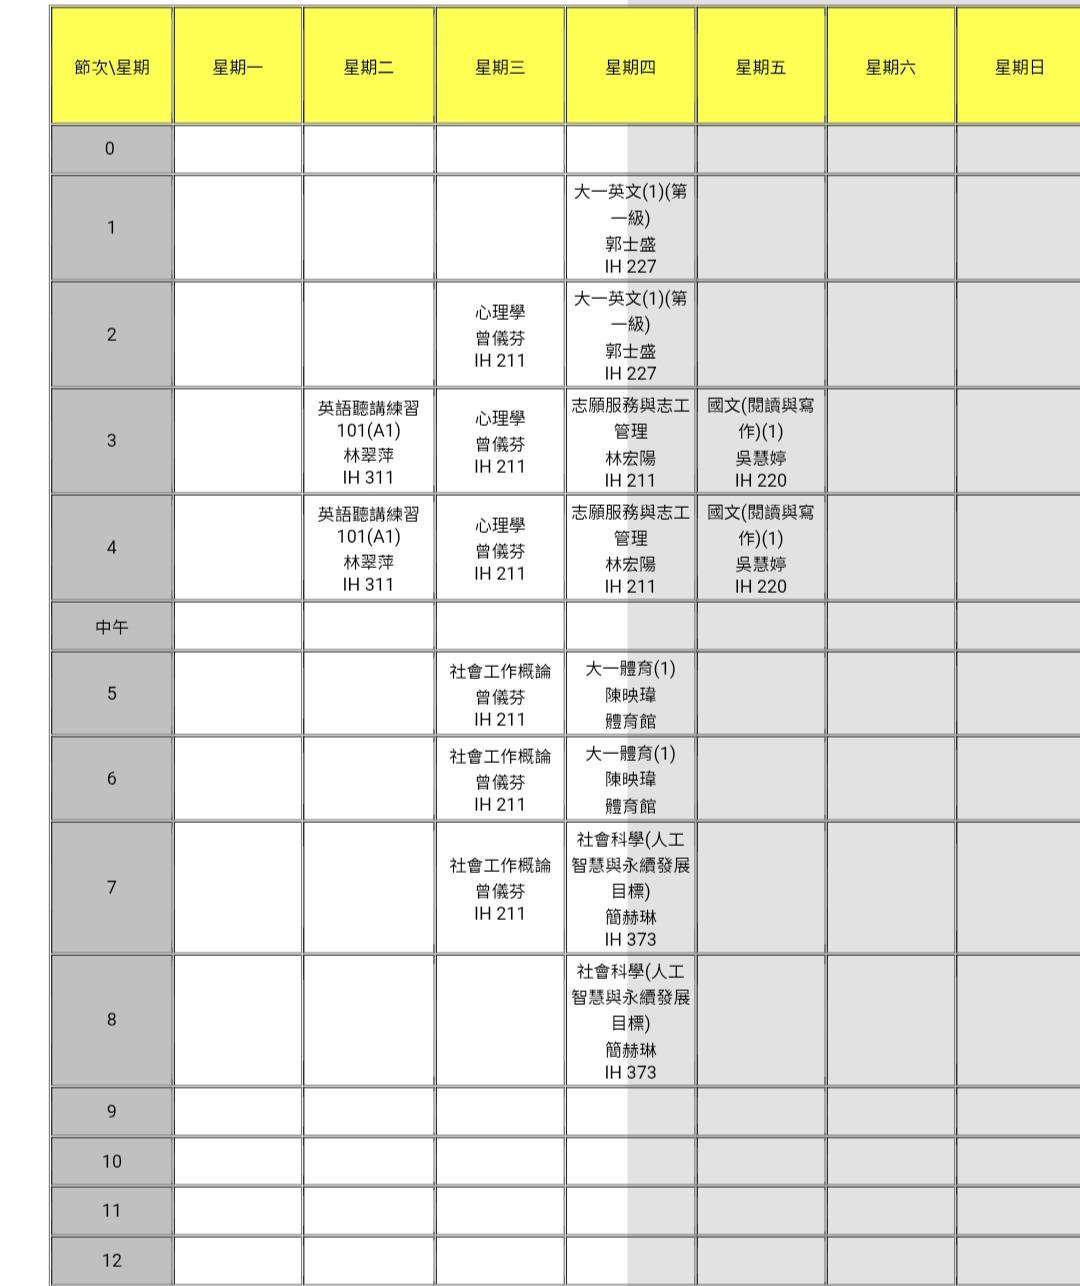 節次\星期 星期一 星期二 星期三 星期四 星期五 星期六 星期日
0
1
大一英文(1)(第
一級)
郭士盛
IH 227
2
心理學
曾儀芬
IH 211
大一英文(1)(第
一級)
郭士盛
IH 227
3
英語聽講練習
101(A1)
林翠萍
IH 311
心理學
曾儀芬
IH 211
志願服務與志工
管理
林宏陽
IH 211
國文(閱讀與寫
作)(1)
吳慧婷
IH 220
4
英語聽講練習
101(A1)
林翠萍
IH 311
心理學
曾儀芬
IH 211
志願服務與志工
管理
林宏陽
IH 211
國文(閱讀與寫
作)(1)
吳慧婷
IH 220
中午
5
社會工作概論
曾儀芬
IH 211
大一體育(1)
陳映瑋
體育館
6
社會工作概論
曾儀芬
IH 211
大一體育(1)
陳映瑋
體育館
7
社會工作概論
曾儀芬
IH 211
社會科學(人工
智慧與永續發展
目標)
簡赫琳
IH 373
8
社會科學(人工
智慧與永續發展
目標)
簡赫琳
IH 373
9
10
11
12